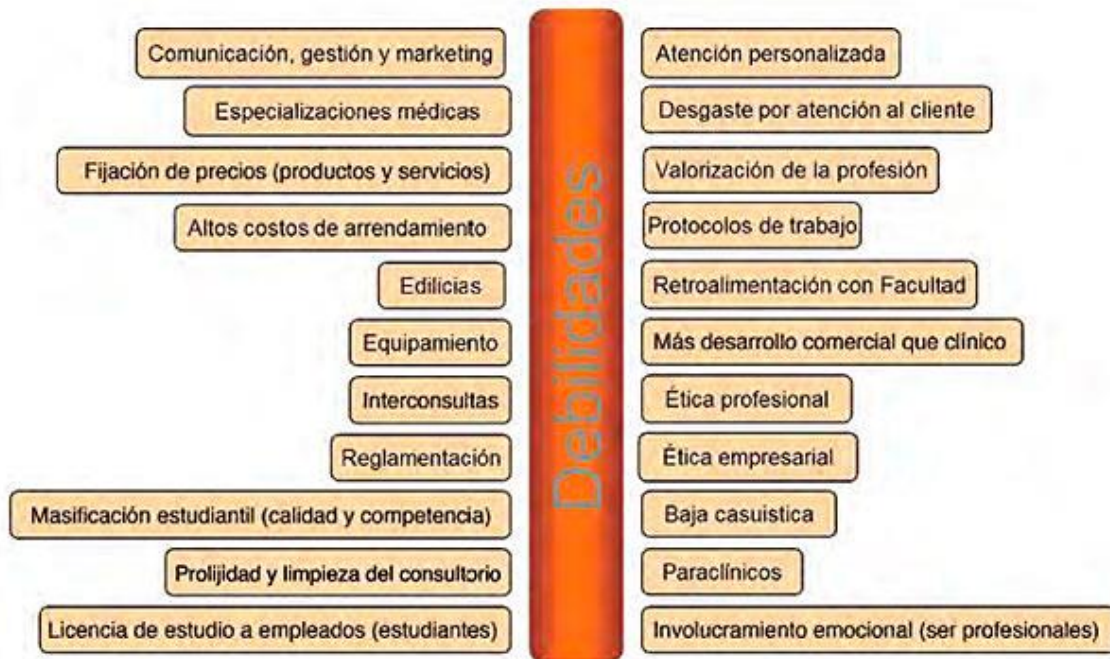 Comunicación, gestión y marketing
Especializaciones médicas
Fijación de precios (productos y servicios)
Altos costos de arrendamiento
Edilicias
Equipamiento
Interconsultas
Reglamentación
Masificación estudiantil (calidad y competencia)
Prolijidad y limpieza del consultorio
Licencia de estudio a empleados (estudiantes)
Debilidades
Atención personalizada
Desgaste por atención al cliente
Valorización de la profesión
Protocolos de trabajo
Retroalimentación con Facultad
Más desarrollo comercial que clínico
Ética profesional
Ética empresarial
Baja casuistica
Paraclínicos
Involucramiento emocional (ser profesionales)